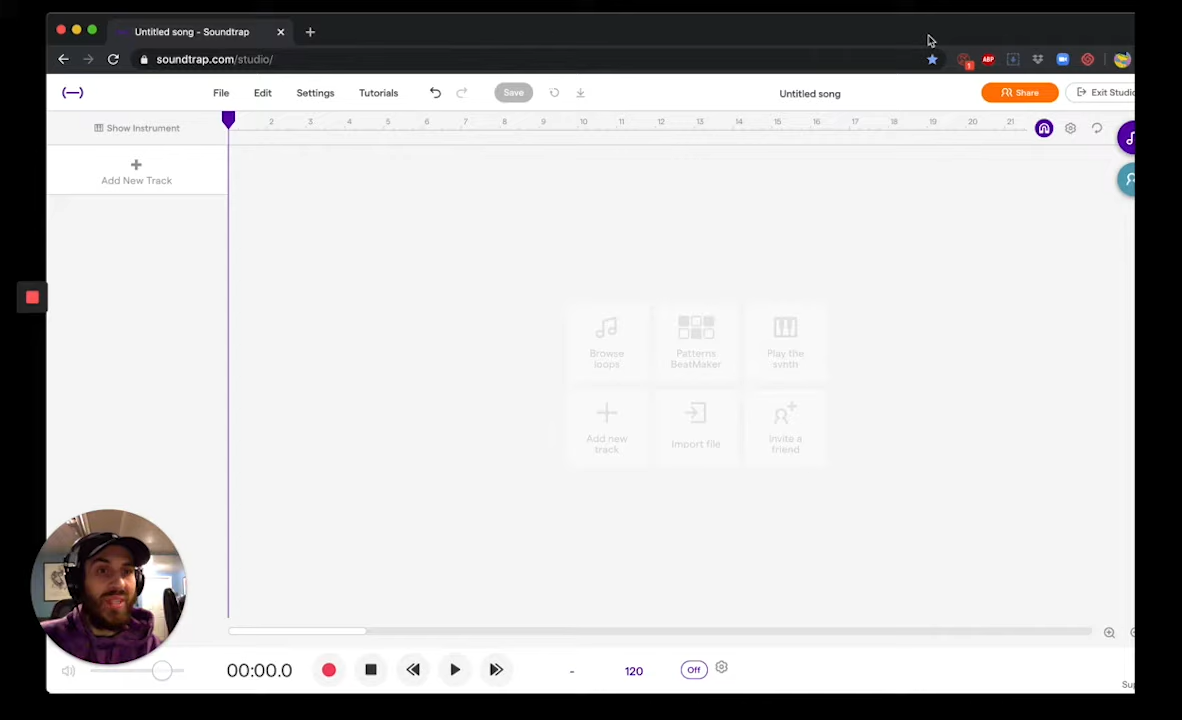 Untitled song - Soundtrap
soundtrap.com/studio/
1
ABP
File Edit Settings Tutorials Save Untitled song Share Exit Studio
Show Instrument
2 3 4 5 6 7 8 9 10 11 12 13 14 15 16 17 18 19 20 21
Add New Track
Browse loops
Patterns BeatMaker
Play the synth
Add new track
Import file
Invite a friend
00:00.0 - 120 Off
Sup